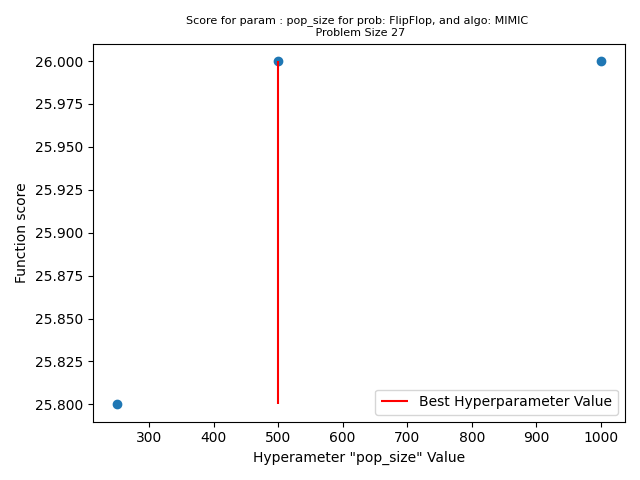 Score for param : pop_size for prob: FlipFlop, and algo: MIMIC
Problem Size 27
26.000
25.975
25.950
25.925
25.900
25.875
25.850
25.825
25.800
Function score
Best Hyperparameter Value
300 400 500 600 700 800 900 1000
Hyperameter "pop_size" Value